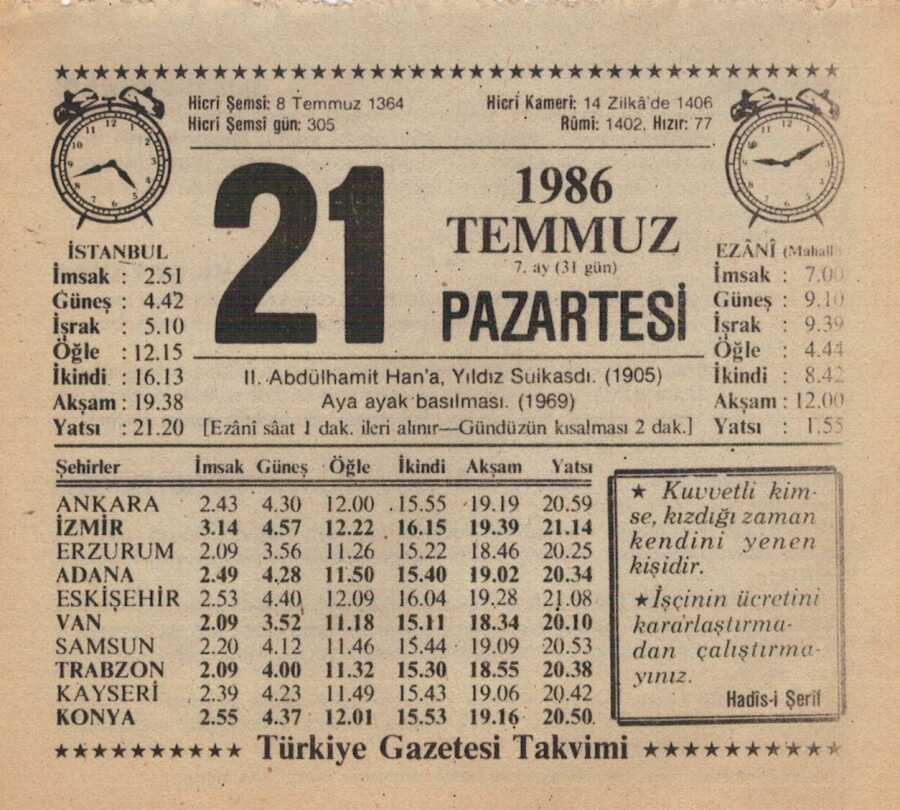 Hicrî Şemsî: 8 Temmuz 1364
Hicrî Şemsî gün: 305
Hicrî Kamerî: 14 Zilkâ'de 1406
Rûmî: 1402, Hızır: 77
21
1986
TEMMUZ
7. ay (31 gün)
PAZARTESİ
İSTANBUL
İmsak : 2.51
Güneş : 4.42
İşrak : 5.10
Öğle : 12.15
İkindi : 16.13
Akşam : 19.38
Yatsı : 21.20
EZÂNÎ (Mahallî
İmsak : 7.00
Güneş : 9.10
İşrak : 9.39
Öğle : 4.44
İkindi : 8.42
Akşam : 12.00
Yatsı : 1.55
II. Abdülhamit Han'a, Yıldız Suikasdı. (1905)
Aya ayak basılması. (1969)
[Ezânî sâat 1 dak. ileri alınır—Gündüzün kısalması 2 dak.]
Şehirler İmsak Güneş Öğle İkindi Akşam Yatsı
ANKARA 2.43 4.30 12.00 15.55 19.19 20.59
İZMİR 3.14 4.57 12.22 16.15 19.39 21.14
ERZURUM 2.09 3.56 11.26 15.22 18.46 20.25
ADANA 2.49 4.28 11.50 15.40 19.02 20.34
ESKİŞEHİR 2.53 4.40 12.09 16.04 19.28 21.08
VAN 2.09 3.52 11.18 15.11 18.34 20.10
SAMSUN 2.20 4.12 11.46 15.44 19.09 20.53
TRABZON 2.09 4.00 11.32 15.30 18.55 20.38
KAYSERİ 2.39 4.23 11.49 15.43 19.06 20.42
KONYA 2.55 4.37 12.01 15.53 19.16 20.50
★ Kuvvetli kim-
se, kızdığı zaman
kendini yenen
kişidir.
★ İşçinin ücretini
kararlaştırma-
dan çalıştırma-
yınız.
Hadîs-i Şerîf
Türkiye Gazetesi Takvimi